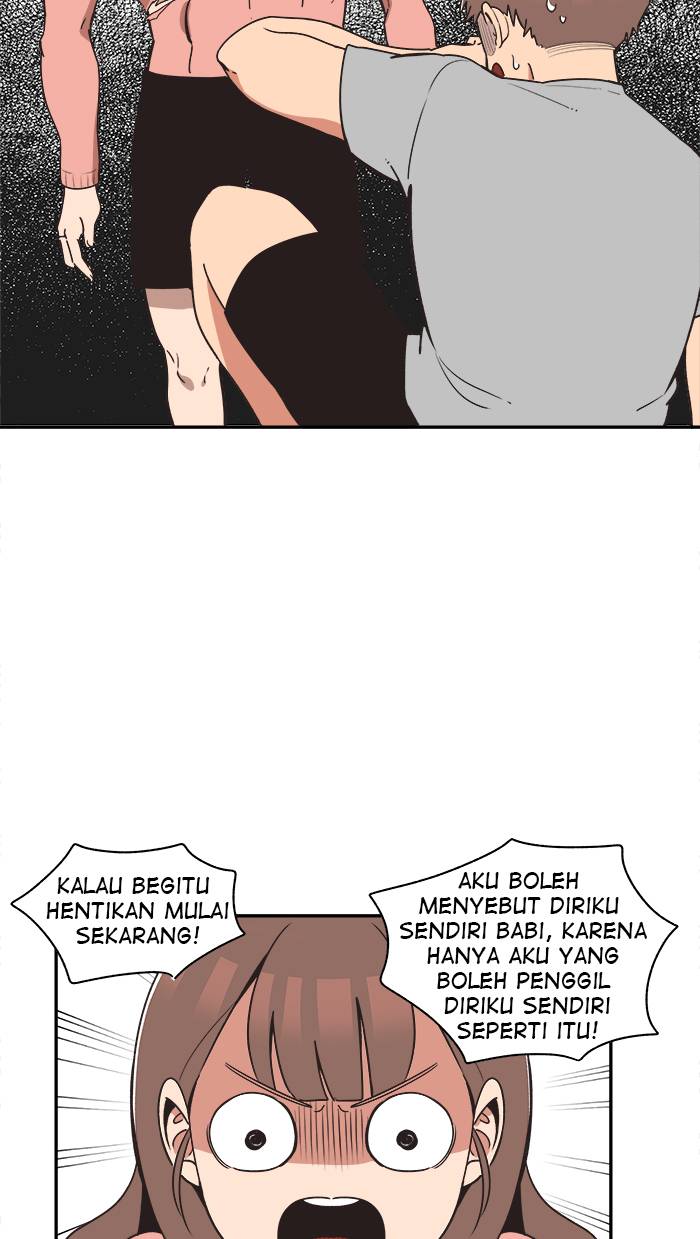 KALAU BEGITU
HENTIKAN MULAI
SEKARANG!
AKU BOLEH
MENYEBUT DIRIKU
SENDIRI BABI, KARENA
HANYA AKU YANG
BOLEH PENGGIL
DIRIKU SENDIRI
SEPERTI ITU!